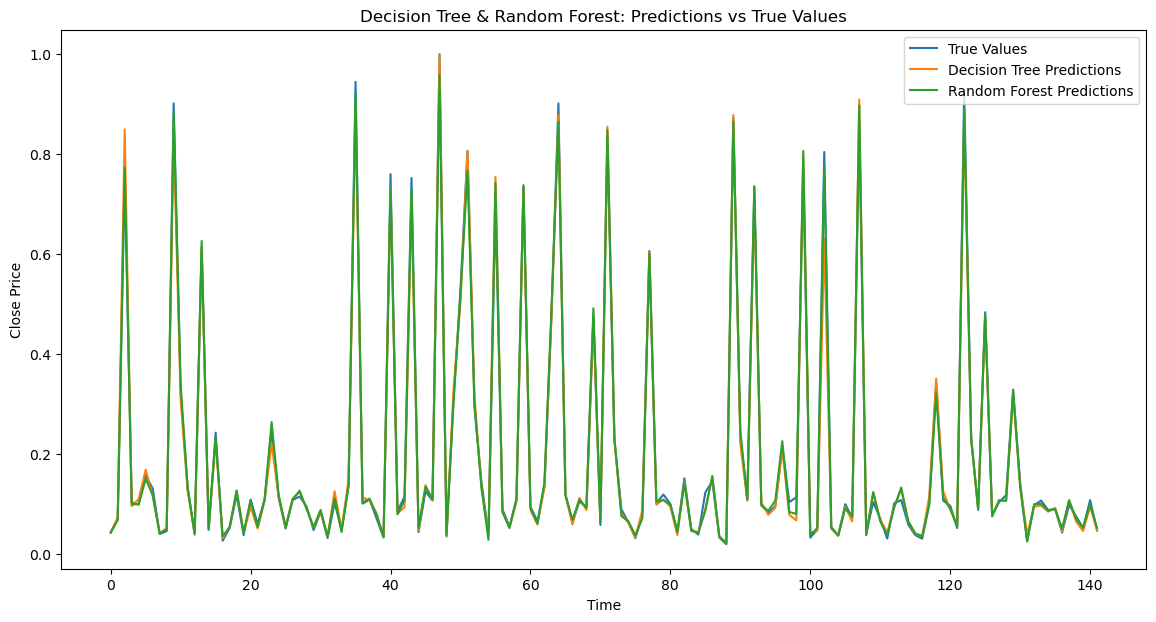 Decision Tree & Random Forest: Predictions vs True Values
True Values
Decision Tree Predictions
Random Forest Predictions
Close Price
1.0
0.8
0.6
0.4
0.2
0.0
0 20 40 60 80 100 120 140
Time